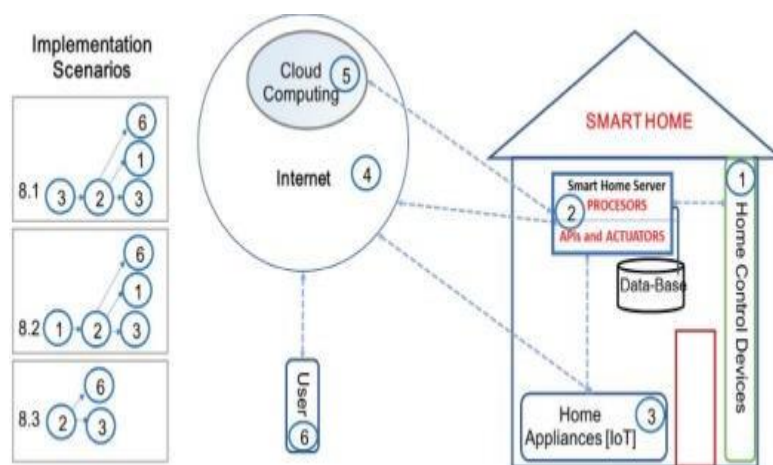 Implementation
Scenarios
8.1
3
2
6
1
3
8.2
1
2
6
1
3
8.3
2
6
3
Cloud
Computing
5
Internet
4
User
6
SMART HOME
Smart Home Server
2
PROCESORS
APIs and ACTUATORS
Data-Base
1
Home Control Devices
Home
Appliances [IoT]
3